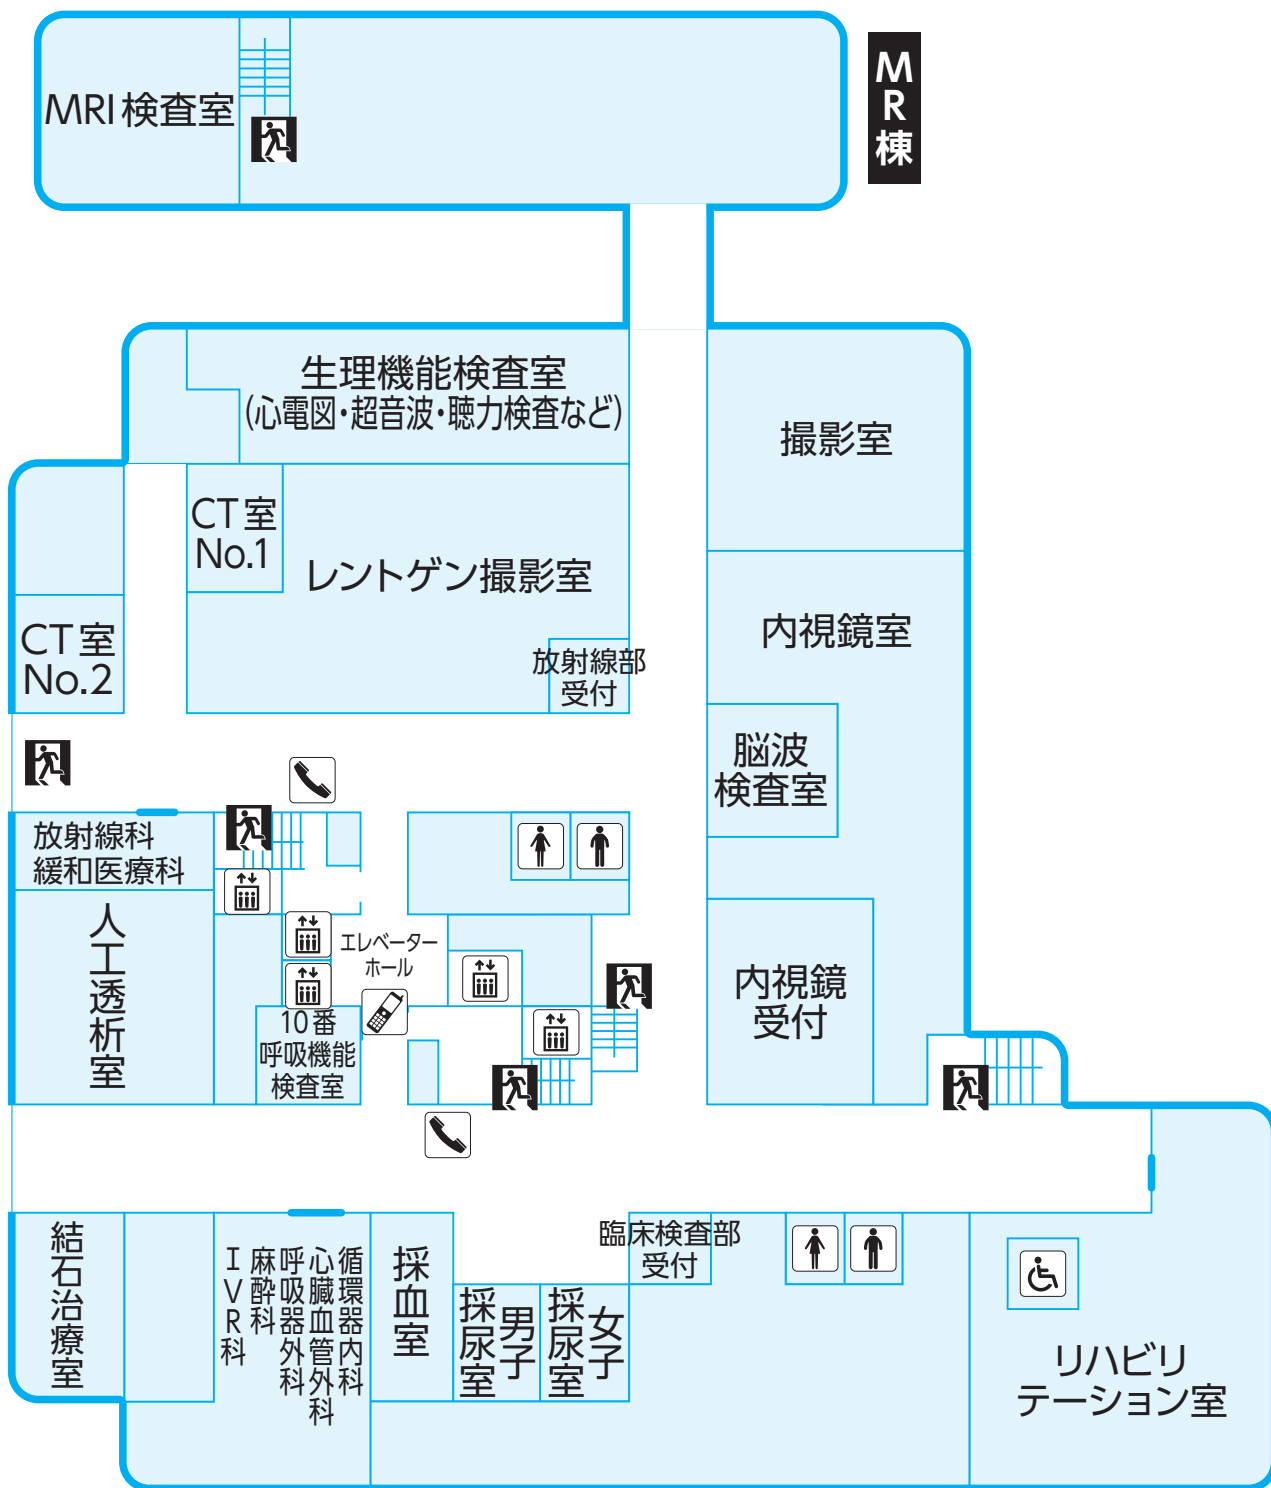 MRI検査室
MR棟
生理機能検査室
(心電図・超音波・聴力検査など)
撮影室
CT室
No.1
レントゲン撮影室
CT室
No.2
内視鏡室
放射線部
受付
脳波
検査室
放射線科
緩和医療科
人工透析室
エレベーター
ホール
10番
呼吸機能
検査室
内視鏡
受付
結石治療室
循環器内科
心臓血管外科
呼吸器外科
麻酔科
IVR科
採血室
男子
採尿室
女子
採尿室
臨床検査部
受付
リハビリ
テーション室